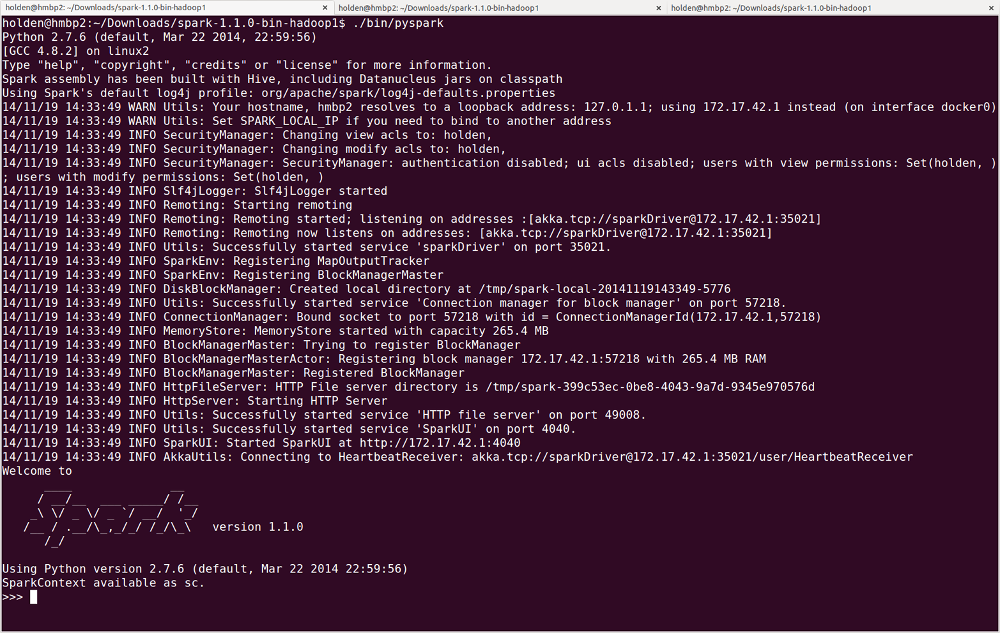 holden@hmbp2: ~/Downloads/spark-1.1.0-bin-hadoop1 × holden@hmbp2: ~/Downloads/spark-1.1.0-bin-hadoop1 × holden@hmbp2: ~/Downloads/spark-1.1.0-bin-hadoop1 ×
holden@hmbp2:~/Downloads/spark-1.1.0-bin-hadoop1$ ./bin/pyspark
Python 2.7.6 (default, Mar 22 2014, 22:59:56)
[GCC 4.8.2] on linux2
Type "help", "copyright", "credits" or "license" for more information.
Spark assembly has been built with Hive, including Datanucleus jars on classpath
Using Spark's default log4j profile: org/apache/spark/log4j-defaults.properties
14/11/19 14:33:49 WARN Utils: Your hostname, hmbp2 resolves to a loopback address: 127.0.1.1; using 172.17.42.1 instead (on interface docker0)
14/11/19 14:33:49 WARN Utils: Set SPARK_LOCAL_IP if you need to bind to another address
14/11/19 14:33:49 INFO SecurityManager: Changing view acls to: holden,
14/11/19 14:33:49 INFO SecurityManager: Changing modify acls to: holden,
14/11/19 14:33:49 INFO SecurityManager: SecurityManager: authentication disabled; ui acls disabled; users with view permissions: Set(holden, )
; users with modify permissions: Set(holden, )
14/11/19 14:33:49 INFO Slf4jLogger: Slf4jLogger started
14/11/19 14:33:49 INFO Remoting: Starting remoting
14/11/19 14:33:49 INFO Remoting: Remoting started; listening on addresses :[akka.tcp://sparkDriver@172.17.42.1:35021]
14/11/19 14:33:49 INFO Remoting: Remoting now listens on addresses: [akka.tcp://sparkDriver@172.17.42.1:35021]
14/11/19 14:33:49 INFO Utils: Successfully started service 'sparkDriver' on port 35021.
14/11/19 14:33:49 INFO SparkEnv: Registering MapOutputTracker
14/11/19 14:33:49 INFO SparkEnv: Registering BlockManagerMaster
14/11/19 14:33:49 INFO DiskBlockManager: Created local directory at /tmp/spark-local-20141119143349-5776
14/11/19 14:33:49 INFO Utils: Successfully started service 'Connection manager for block manager' on port 57218.
14/11/19 14:33:49 INFO ConnectionManager: Bound socket to port 57218 with id = ConnectionManagerId(172.17.42.1,57218)
14/11/19 14:33:49 INFO MemoryStore: MemoryStore started with capacity 265.4 MB
14/11/19 14:33:49 INFO BlockManagerMaster: Trying to register BlockManager
14/11/19 14:33:49 INFO BlockManagerMasterActor: Registering block manager 172.17.42.1:57218 with 265.4 MB RAM
14/11/19 14:33:49 INFO BlockManagerMaster: Registered BlockManager
14/11/19 14:33:49 INFO HttpFileServer: HTTP File server directory is /tmp/spark-399c53ec-0be8-4043-9a7d-9345e970576d
14/11/19 14:33:49 INFO HttpServer: Starting HTTP Server
14/11/19 14:33:49 INFO Utils: Successfully started service 'HTTP file server' on port 49008.
14/11/19 14:33:49 INFO Utils: Successfully started service 'SparkUI' on port 4040.
14/11/19 14:33:49 INFO SparkUI: Started SparkUI at http://172.17.42.1:4040
14/11/19 14:33:49 INFO AkkaUtils: Connecting to HeartbeatReceiver: akka.tcp://sparkDriver@172.17.42.1:35021/user/HeartbeatReceiver
Welcome to
      ____              __
     / __/__  ___ _____/ /__
    _\ \/ _ \/ _ `/ __/  '_/
   /__ / .__/\_,_/_/ /_/\_\   version 1.1.0
      /_/
Using Python version 2.7.6 (default, Mar 22 2014 22:59:56)
SparkContext available as sc.
>>>